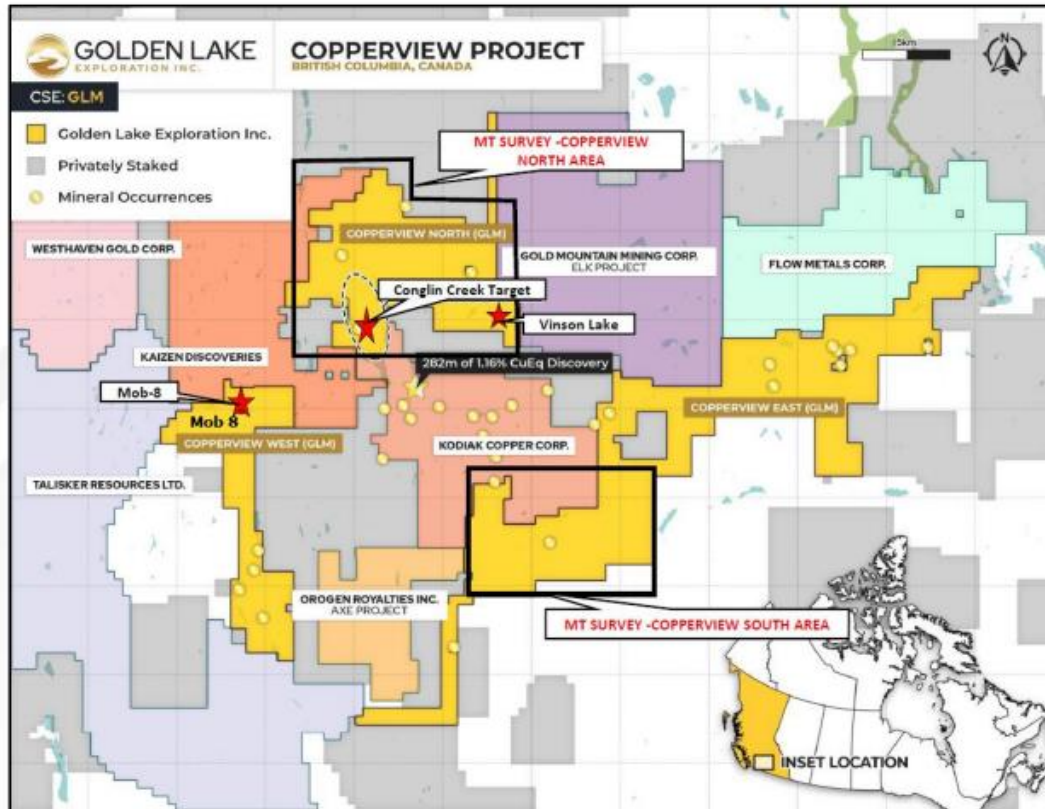 GOLDEN LAKE
EXPLORATION INC.
COPPERVIEW PROJECT
BRITISH COLUMBIA, CANADA
15km
N
CSE: GLM
Golden Lake Exploration Inc.
Privately Staked
Mineral Occurrences
MT SURVEY -COPPERVIEW
NORTH AREA
WESTHAVEN GOLD CORP.
COPPERVIEW NORTH (GLM)
GOLD MOUNTAIN MINING CORP.
ELK PROJECT
FLOW METALS CORP.
Conglin Creek Target
Vinson Lake
KAIZEN DISCOVERIES
282m of 1.16% CuEq Discovery
Mob-8
Mob 8
COPPERVIEW WEST (GLM)
COPPERVIEW EAST (GLM)
KODIAK COPPER CORP.
TALISKER RESOURCES LTD.
OROGEN ROYALTIES INC.
AXE PROJECT
MT SURVEY -COPPERVIEW SOUTH AREA
INSET LOCATION